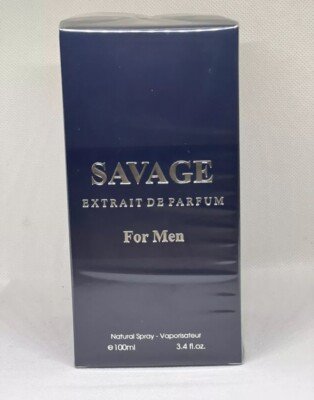 SAVAGE
EXTRAIT DE PARFUM
For Men
Natural Spray - Vaporisateur
e 100ml 3.4 fl.oz.